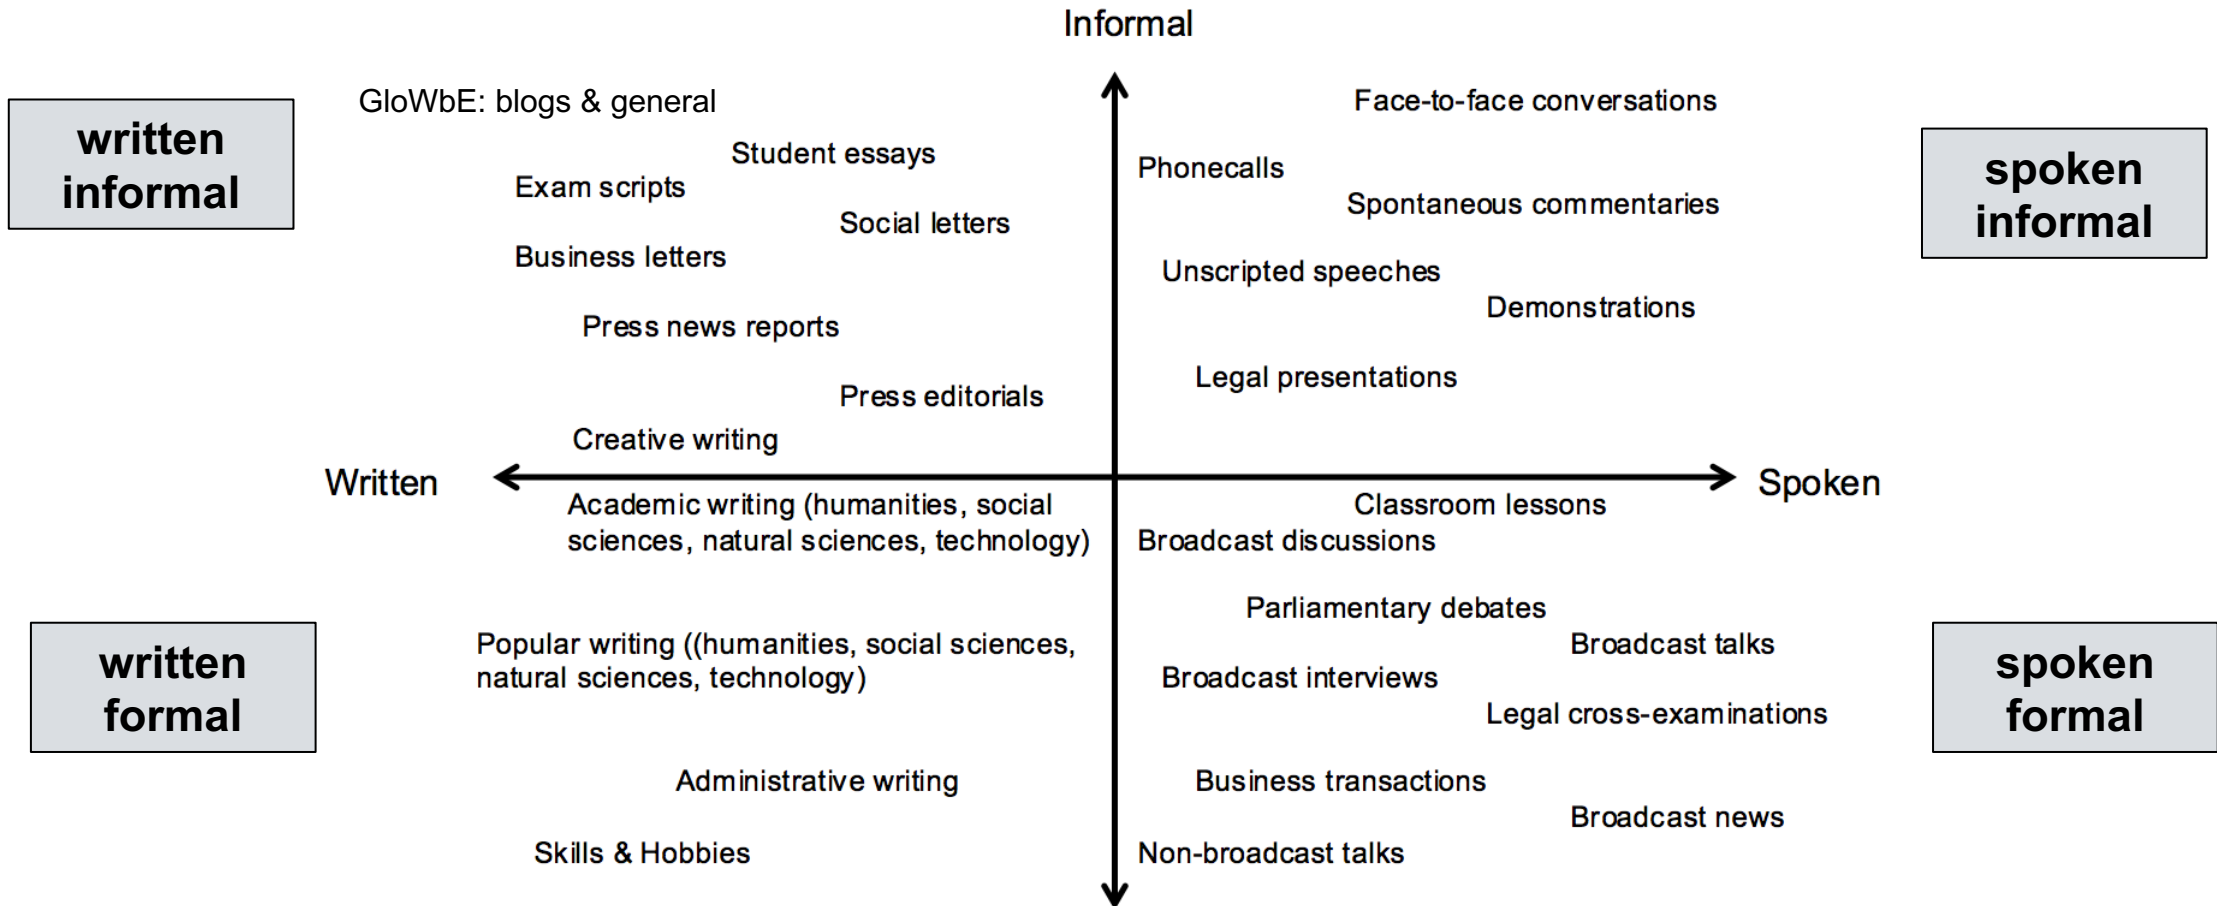 Informal
GloWbE: blogs & general
Face-to-face conversations
written
informal
Student essays
Phonecalls
spoken
informal
Exam scripts
Spontaneous commentaries
Social letters
Business letters
Unscripted speeches
Demonstrations
Press news reports
Legal presentations
Press editorials
Creative writing
Written
Spoken
Academic writing (humanities, social
sciences, natural sciences, technology)
Classroom lessons
Broadcast discussions
Parliamentary debates
written
formal
Popular writing ((humanities, social sciences,
natural sciences, technology)
Broadcast talks
spoken
formal
Broadcast interviews
Legal cross-examinations
Administrative writing
Business transactions
Broadcast news
Skills & Hobbies
Non-broadcast talks